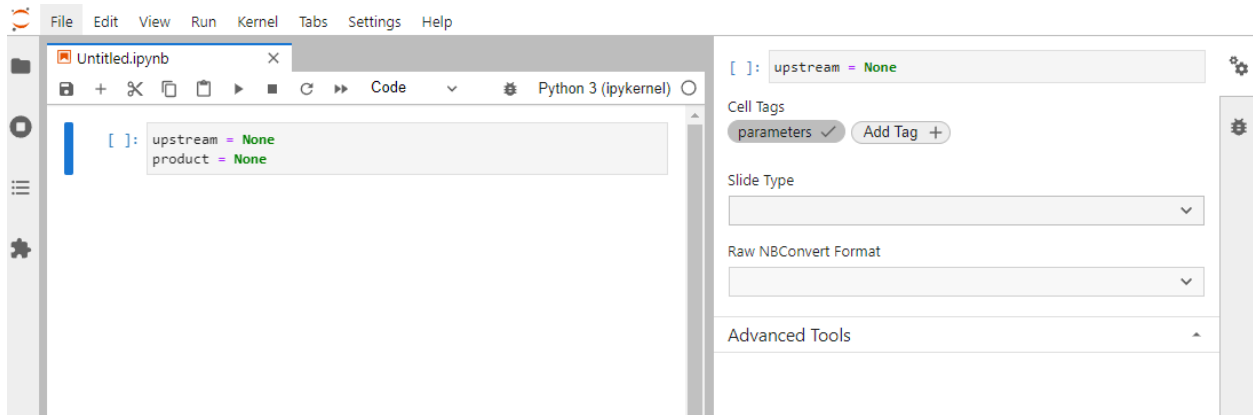 File Edit View Run Kernel Tabs Settings Help
Untitled.ipynb
Code Python 3 (ipykernel)
[ ]: upstream = None
product = None
[ ]: upstream = None
Cell Tags
parameters Add Tag +
Slide Type
Raw NBConvert Format
Advanced Tools